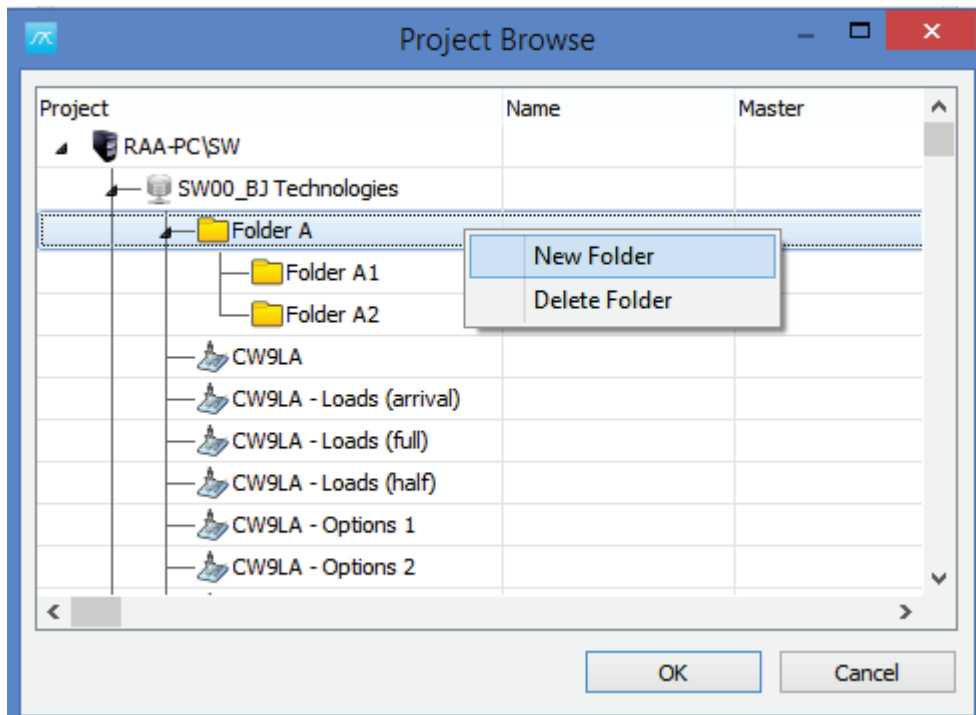 Project Browse
Project Name Master
RAA-PC\SW
SW00_BJ Technologies
Folder A
New Folder
Folder A1
Delete Folder
Folder A2
CW9LA
CW9LA - Loads (arrival)
CW9LA - Loads (full)
CW9LA - Loads (half)
CW9LA - Options 1
CW9LA - Options 2
OK Cancel